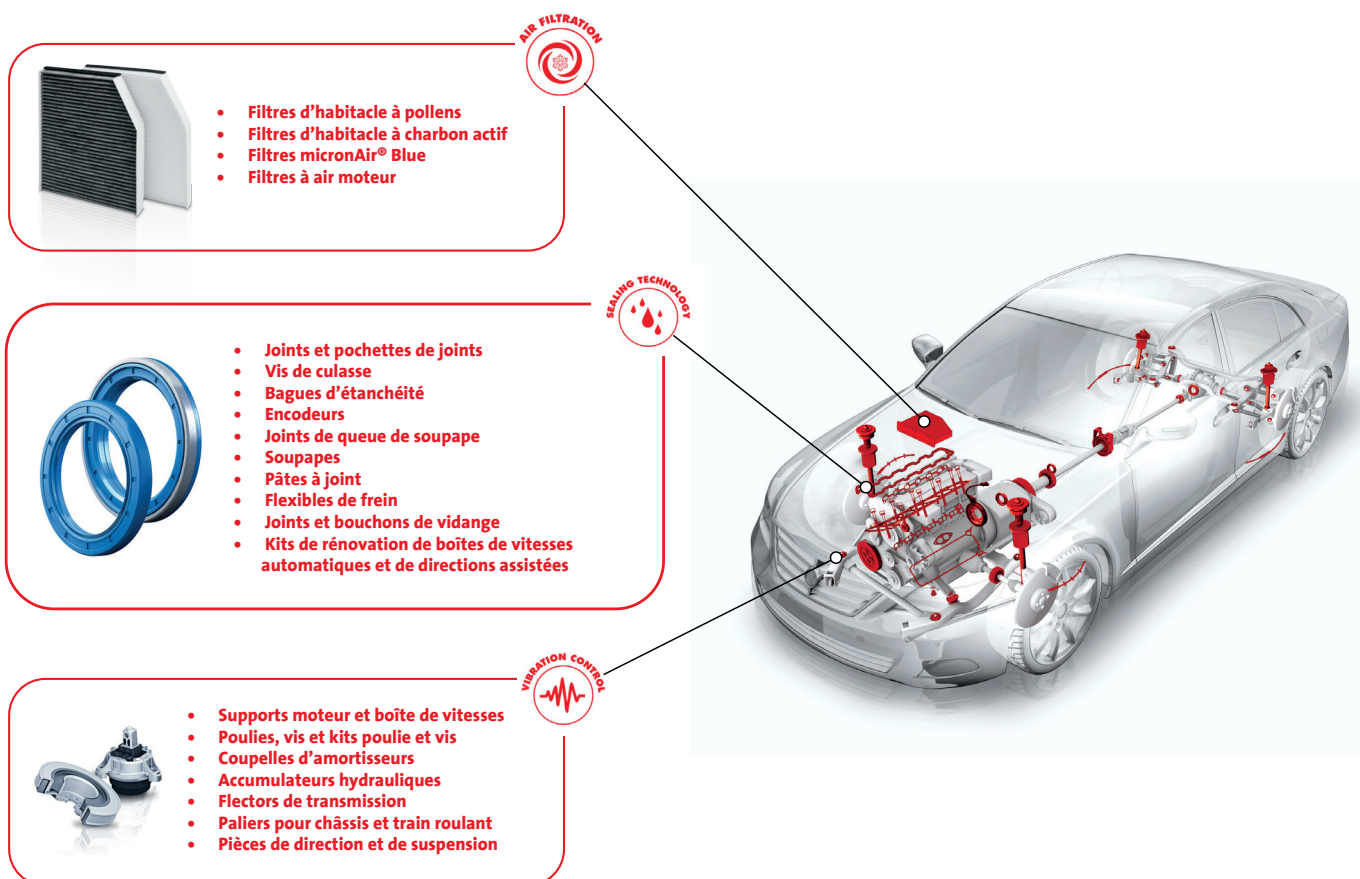 AIR FILTRATION
• Filtres d’habitacle à pollens
• Filtres d’habitacle à charbon actif
• Filtres micronAir® Blue
• Filtres à air moteur
SEALING TECHNOLOGY
• Joints et pochettes de joints
• Vis de culasse
• Bagues d’étanchéité
• Encodeurs
• Joints de queue de soupape
• Soupapes
• Pâtes à joint
• Flexibles de frein
• Joints et bouchons de vidange
• Kits de rénovation de boîtes de vitesses
automatiques et de directions assistées
VIBRATION CONTROL
• Supports moteur et boîte de vitesses
• Poulies, vis et kits poulie et vis
• Coupelles d’amortisseurs
• Accumulateurs hydrauliques
• Flectors de transmission
• Paliers pour châssis et train roulant
• Pièces de direction et de suspension